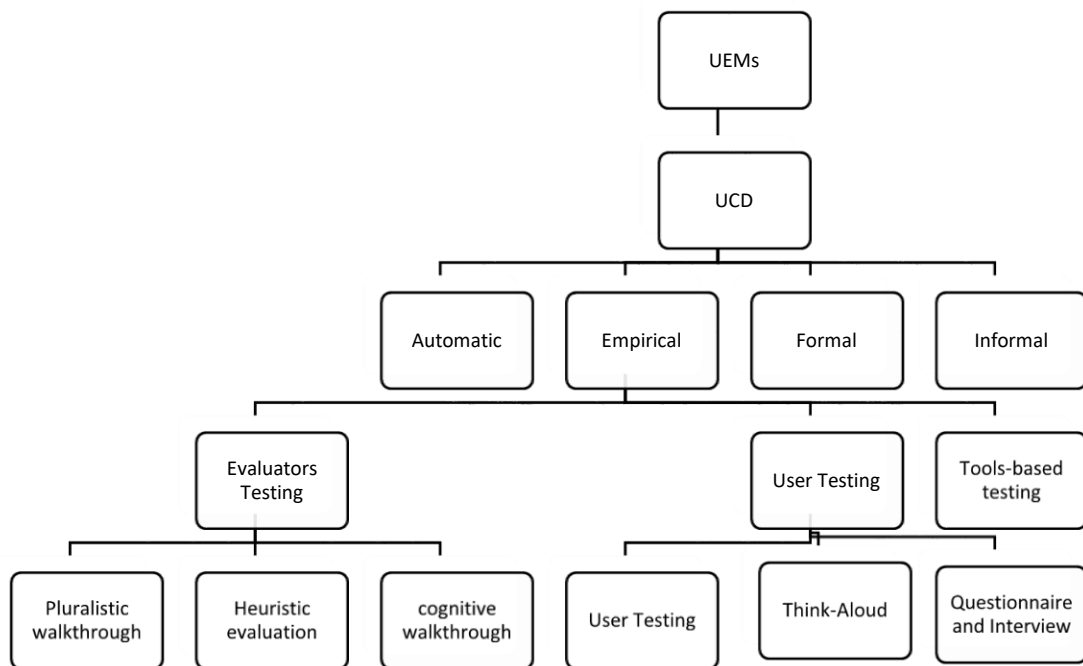 UEMs
UCD
Automatic
Empirical
Formal
Informal
Evaluators
Testing
User Testing
Tools-based
testing
Pluralistic
walkthrough
Heuristic
evaluation
cognitive
walkthrough
User Testing
Think-Aloud
Questionnaire
and Interview